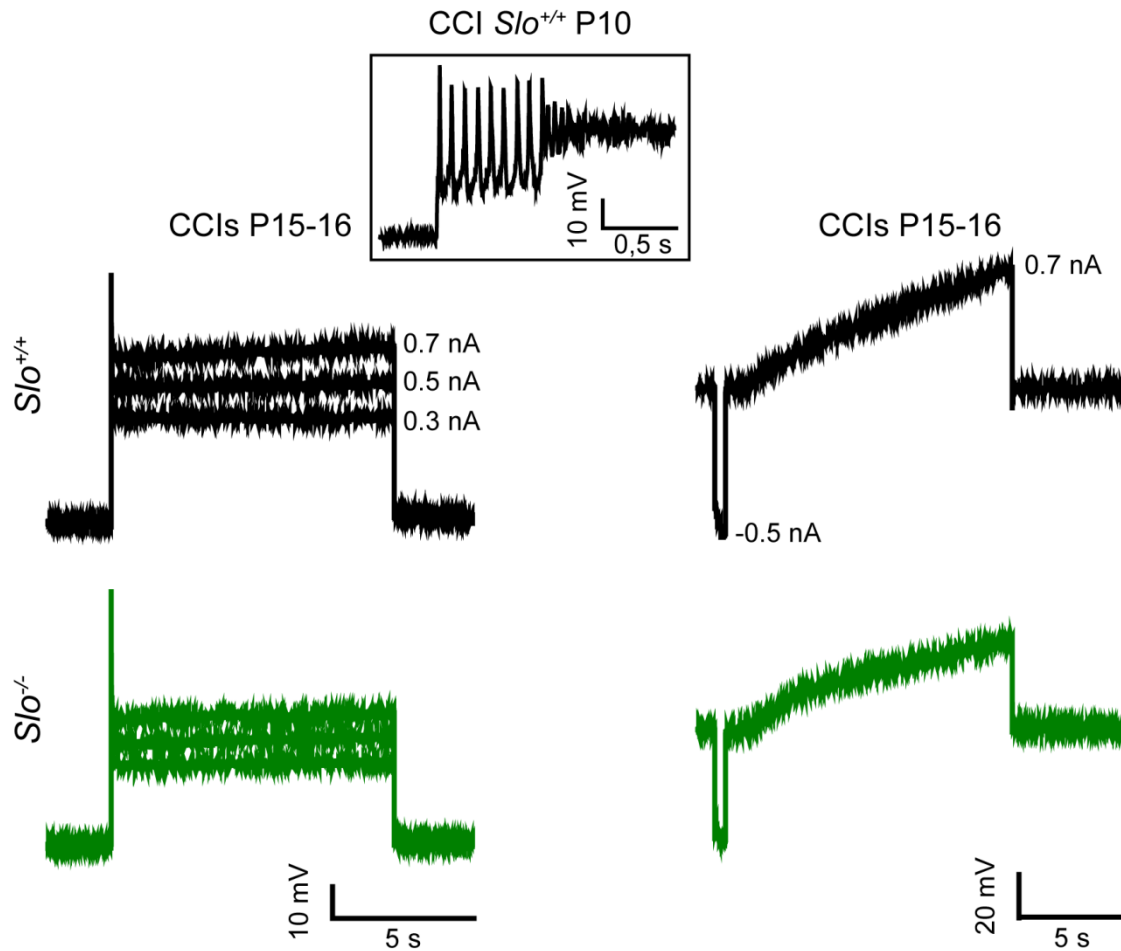 CCI Slo+/+ P10
10 mV
0,5 s
CCIs P15-16
CCIs P15-16
Slo+/+
0.7 nA
0.5 nA
0.3 nA
0.7 nA
-0.5 nA
Slo-/-
10 mV
5 s
20 mV
5 s